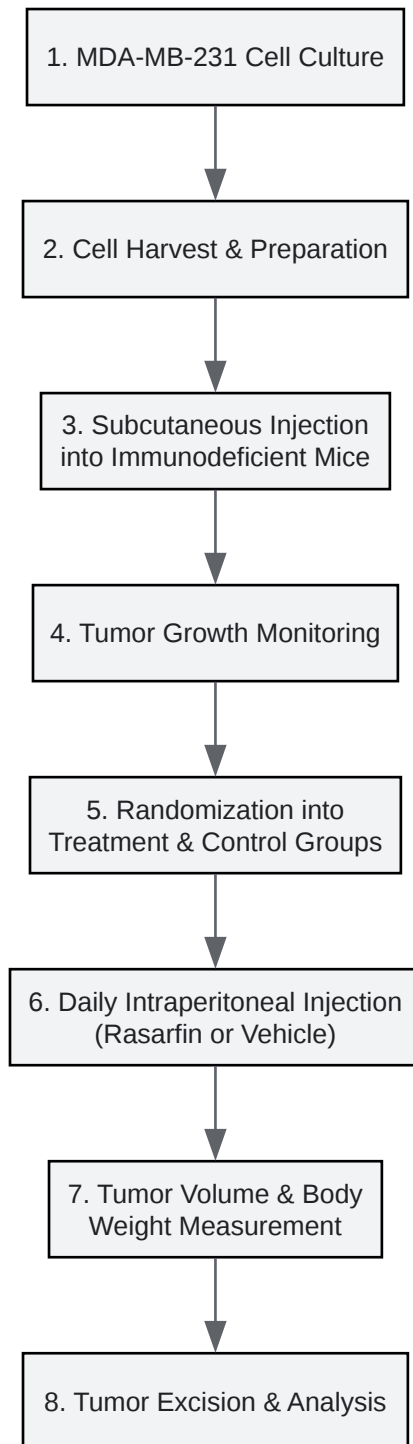 1. MDA-MB-231 Cell Culture
2. Cell Harvest & Preparation
3. Subcutaneous Injection
into Immunodeficient Mice
4. Tumor Growth Monitoring
5. Randomization into
Treatment & Control Groups
6. Daily Intraperitoneal Injection
(Rasarfin or Vehicle)
7. Tumor Volume & Body
Weight Measurement
8. Tumor Excision & Analysis